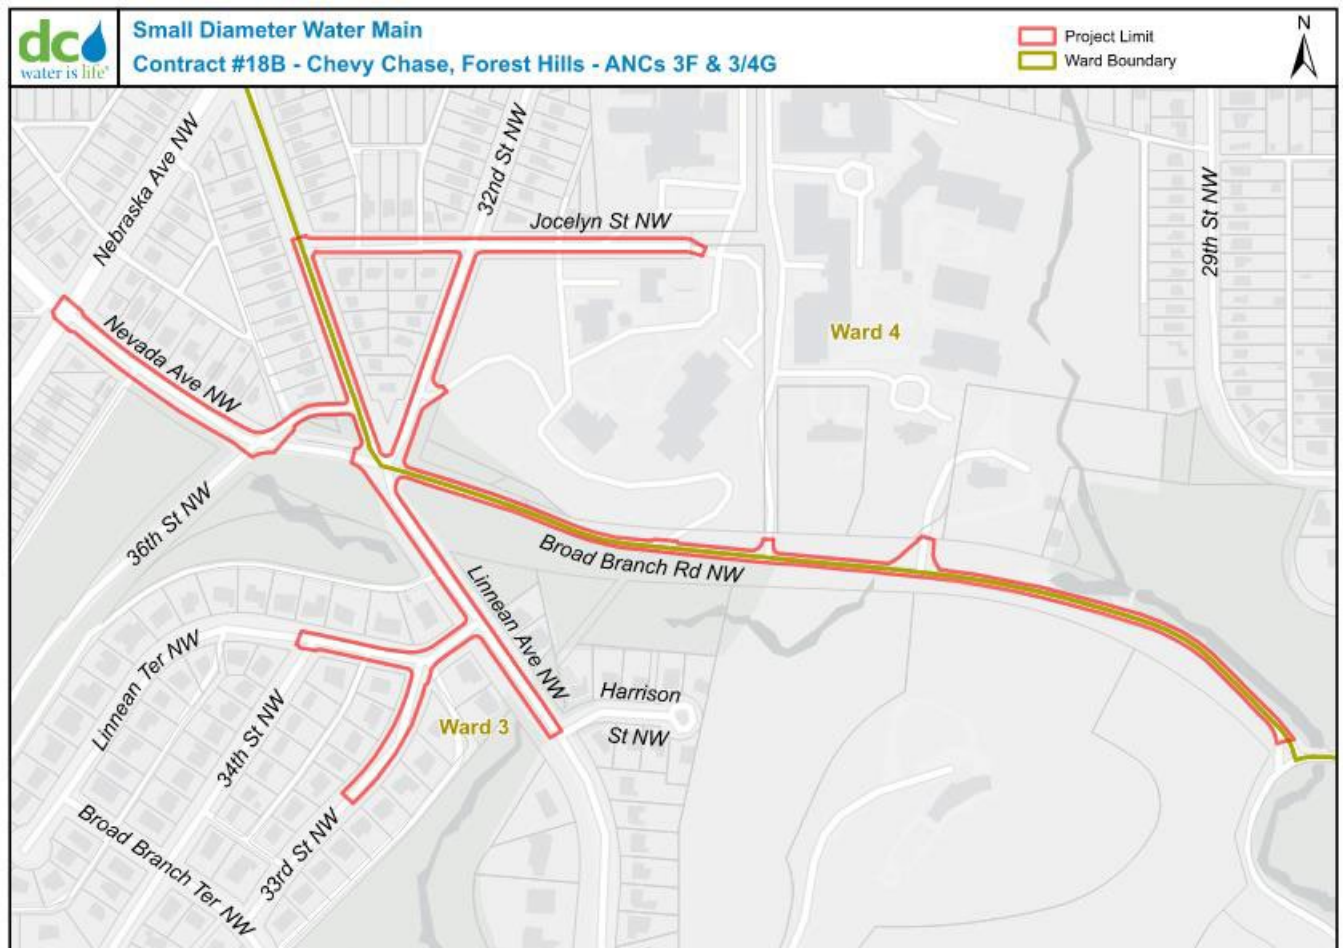 dc
water is life®
Small Diameter Water Main
Contract #18B - Chevy Chase, Forest Hills - ANCs 3F & 3/4G
Project Limit
Ward Boundary
N
Nebraska Ave NW
32nd St NW
Jocelyn St NW
29th St NW
Nevada Ave NW
Ward 4
36th St NW
Broad Branch Rd NW
Linnean Ave NW
Linnean Ter NW
34th St NW
Ward 3
Harrison
St NW
33rd St NW
Broad Branch Ter NW